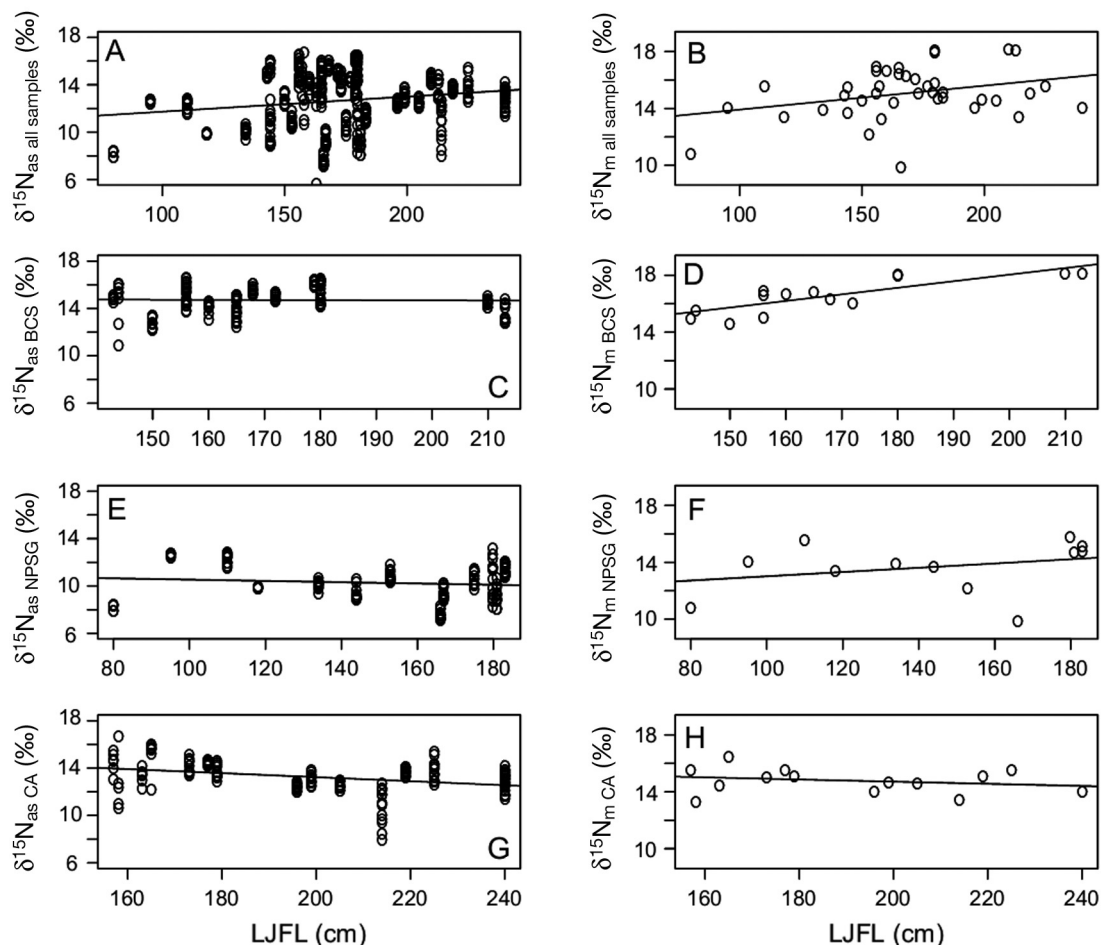 δ15Nas all samples (‰)
18
14
10
6
A
100 150 200
δ15Nm all samples (‰)
18
14
10
B
100 150 200
δ15Nas BCS (‰)
18
14
10
6
C
150 160 170 180 190 200 210
δ15Nm BCS (‰)
18
14
10
D
150 160 170 180 190 200 210
δ15Nas NPSG (‰)
18
14
10
6
E
80 100 120 140 160 180
δ15Nm NPSG (‰)
18
14
10
F
80 100 120 140 160 180
δ15Nas CA (‰)
18
14
10
6
G
160 180 200 220 240
LJFL (cm)
δ15Nm CA (‰)
18
14
10
H
160 180 200 220 240
LJFL (cm)